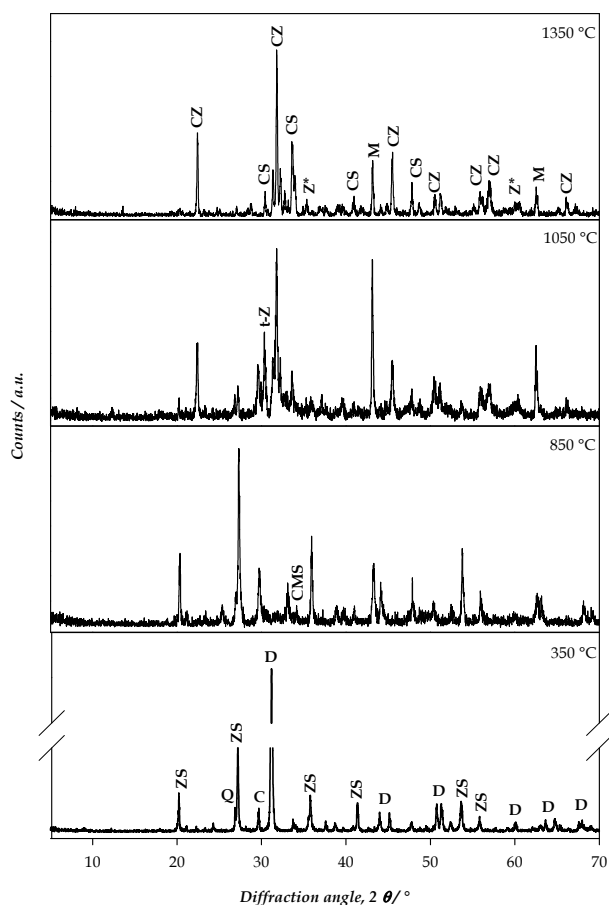 1350 °C
CZ
CZ
CS
CS
Z*
CS
M
CZ
CS
CZ
CZ
CZ
Z*
M
CZ
1050 °C
t-Z
850 °C
CMS
350 °C
ZS
Q
ZS
C
D
ZS
ZS
D
D
ZS
ZS
D
D
D
Counts / a.u.
10 20 30 40 50 60 70
Diffraction angle, 2 θ/ °